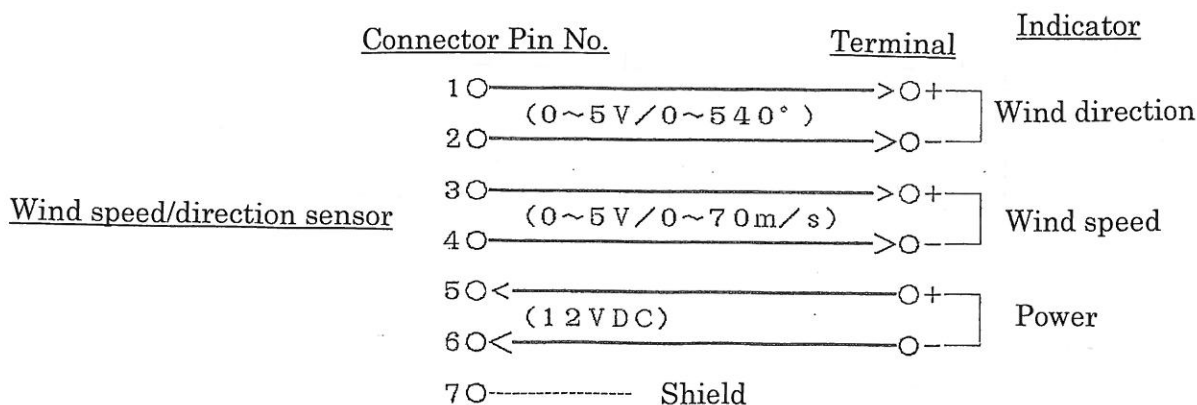 Indicator
Connector Pin No. Terminal
1 +
(0~5V/0~540°) Wind direction
2 -
3 +
Wind speed/direction sensor (0~5V/0~70m/s) Wind speed
4 -
5 +
(12VDC) Power
6 -
7 Shield